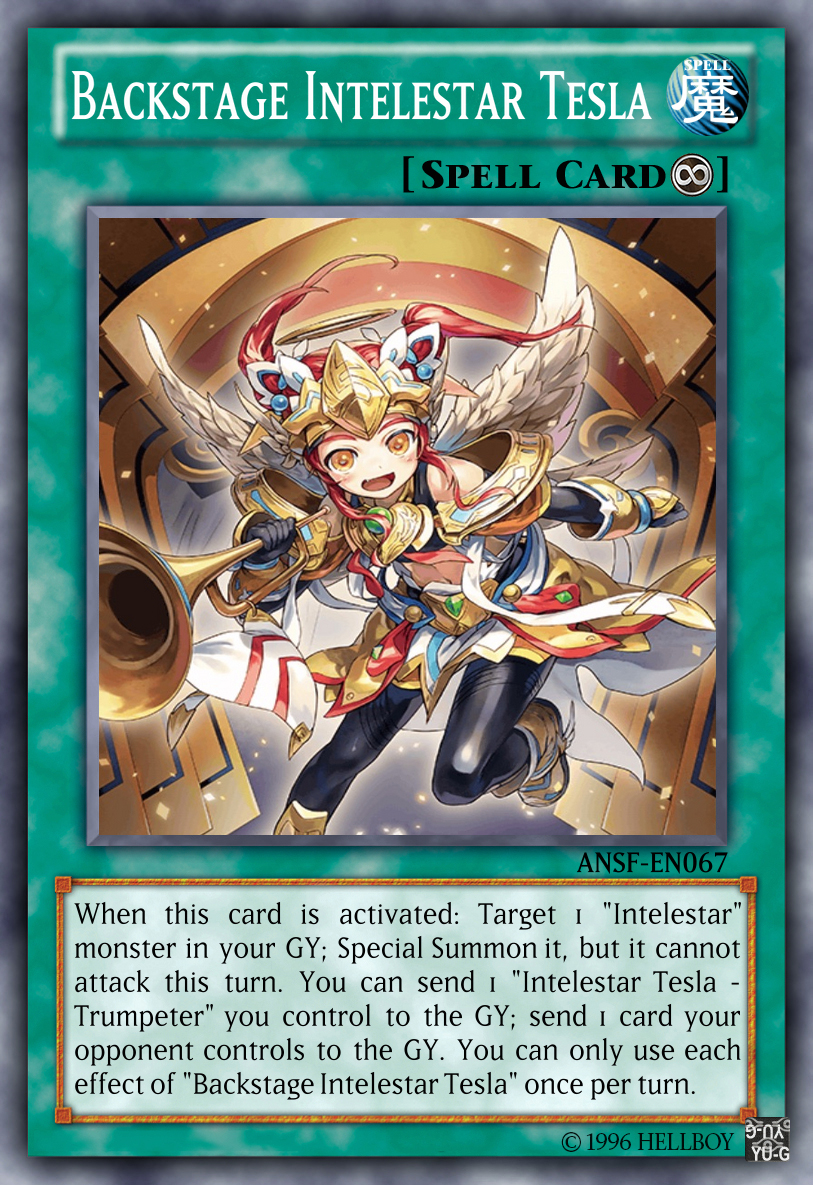 BACKSTAGE INTELESTAR TESLA
SPELL
魔
[SPELL CARD∞]
ANSF-EN067
When this card is activated: Target 1 "Intelestar"
monster in your GY; Special Summon it, but it cannot
attack this turn. You can send 1 "Intelestar Tesla -
Trumpeter" you control to the GY; send 1 card your
opponent controls to the GY. You can only use each
effect of "Backstage Intelestar Tesla" once per turn.
© 1996 HELLBOY
YU-G
YU-G